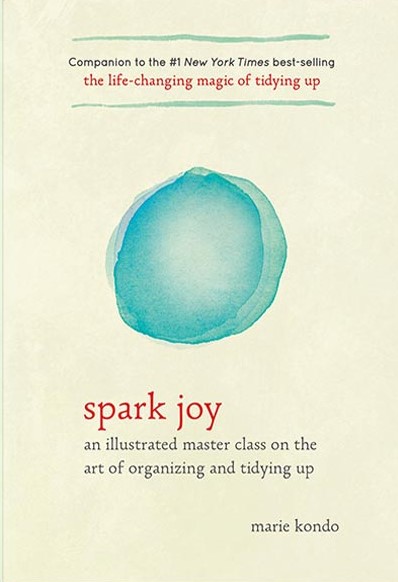 Companion to the #1 New York Times best-selling
the life-changing magic of tidying up
spark joy
an illustrated master class on the
art of organizing and tidying up
marie kondo